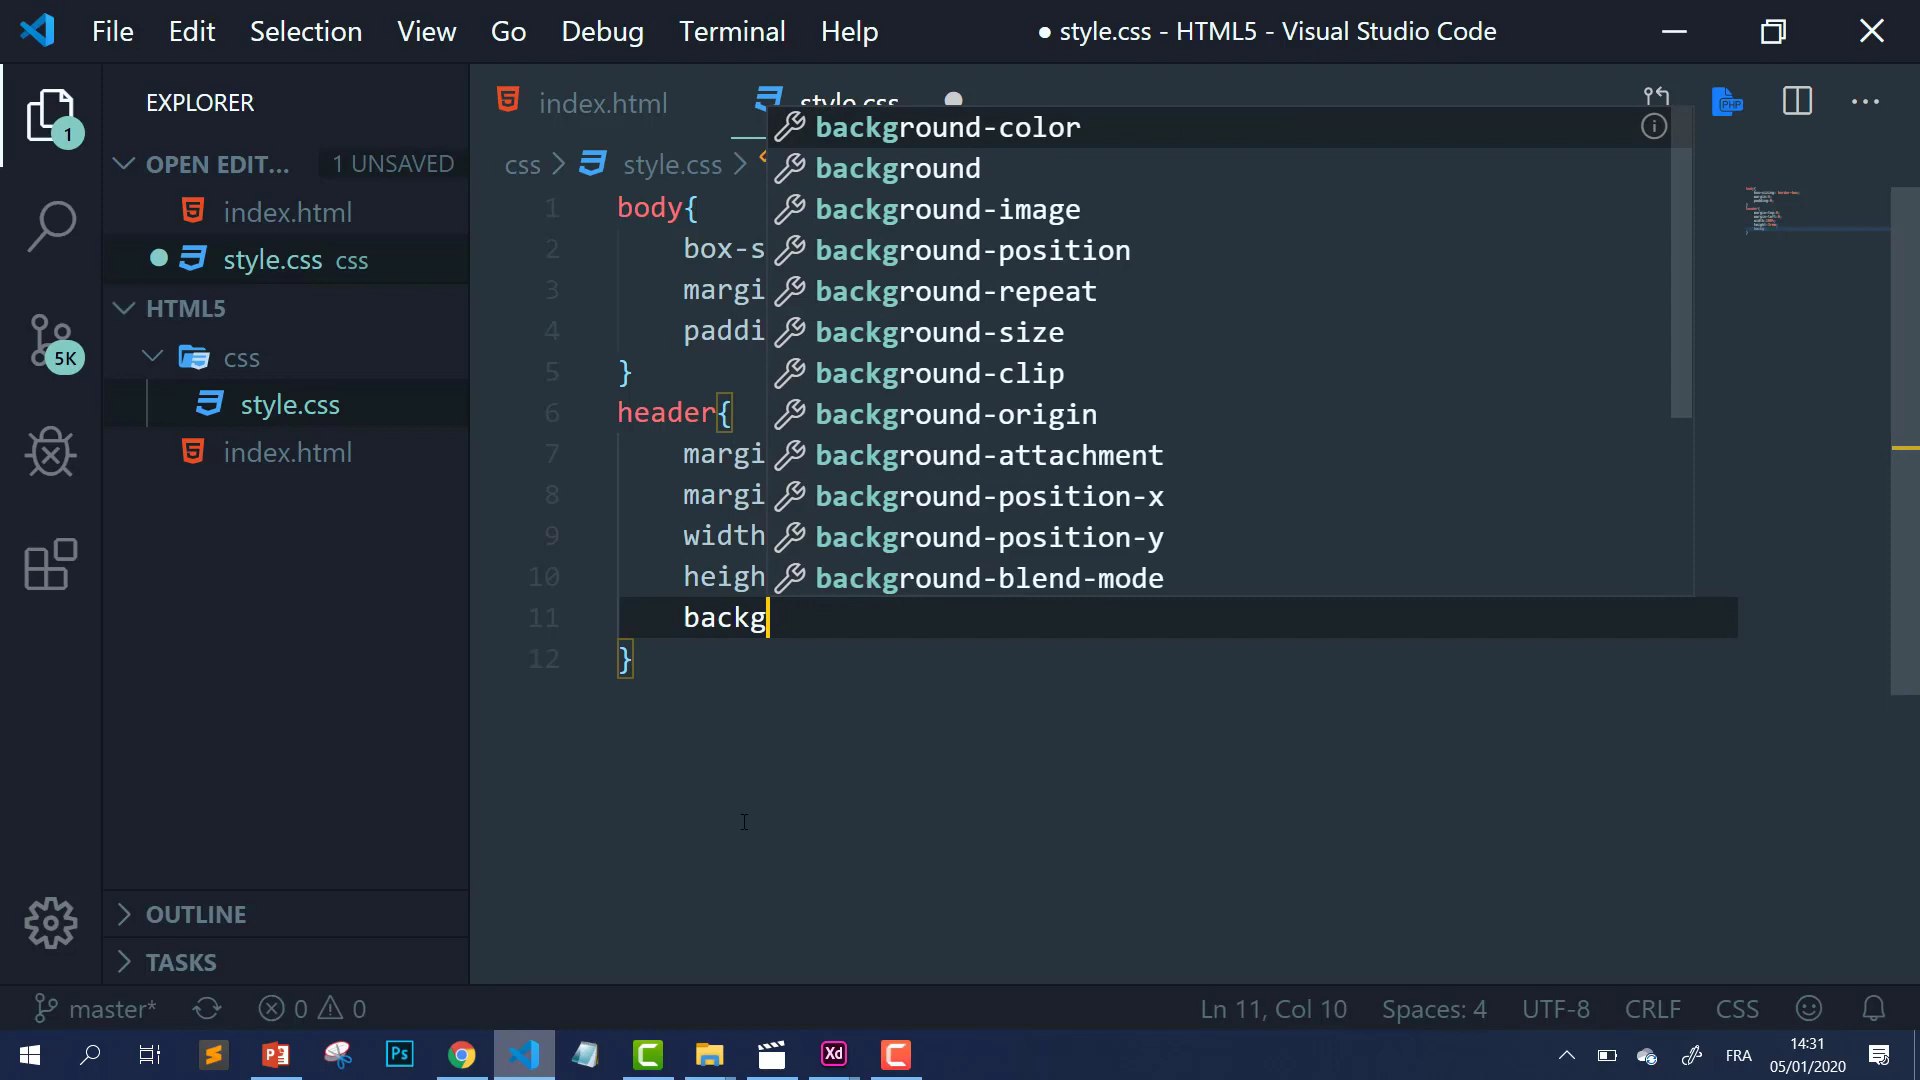 File Edit Selection View Go Debug Terminal Help
● style.css - HTML5 - Visual Studio Code
EXPLORER
1
OPEN EDIT... 1 UNSAVED
index.html
style.css css
HTML5
css
style.css
index.html
5K
OUTLINE
TASKS
index.html style.css
PHP
css > style.css >
1 body{
2 box-s
3 margi
4 paddi
5 }
6 header{
7 margi
8 margi
9 width
10 heigh
11 backg
12 }
background-color
background
background-image
background-position
background-repeat
background-size
background-clip
background-origin
background-attachment
background-position-x
background-position-y
background-blend-mode
master* 0 0 Ln 11, Col 10 Spaces: 4 UTF-8 CRLF CSS
Ps Xd FRA 14:31
05/01/2020